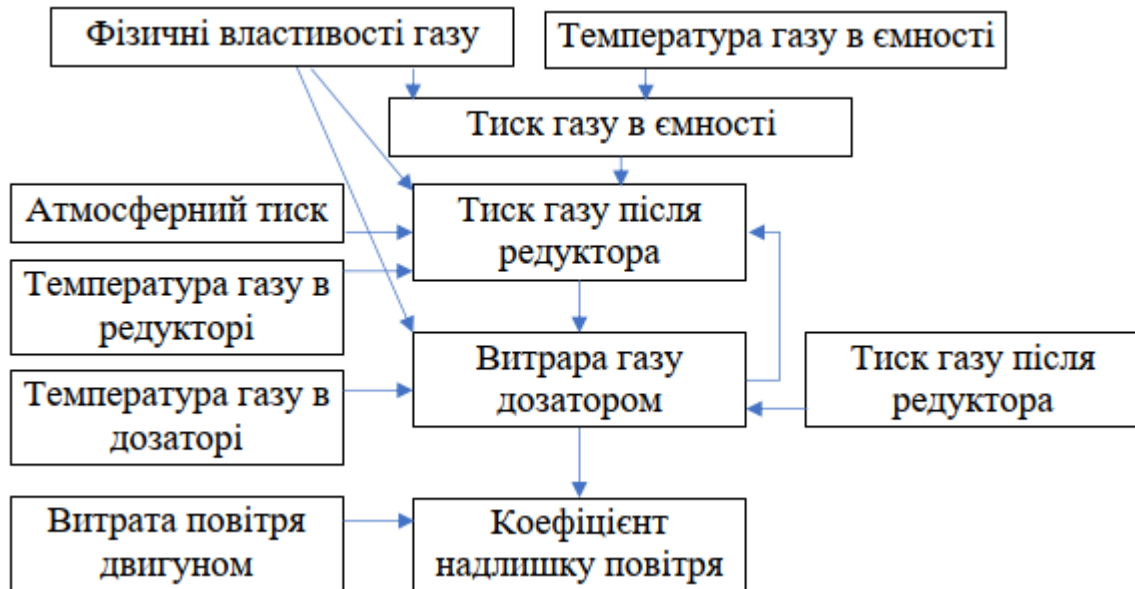 Фізичні властивості газу
Температура газу в ємності
Тиск газу в ємності
Атмосферний тиск
Тиск газу після
редуктора
Температура газу в
редукторі
Витрара газу
дозатором
Тиск газу після
редуктора
Температура газу в
дозаторі
Витрата повітря
двигуном
Коефіцієнт
надлишку повітря